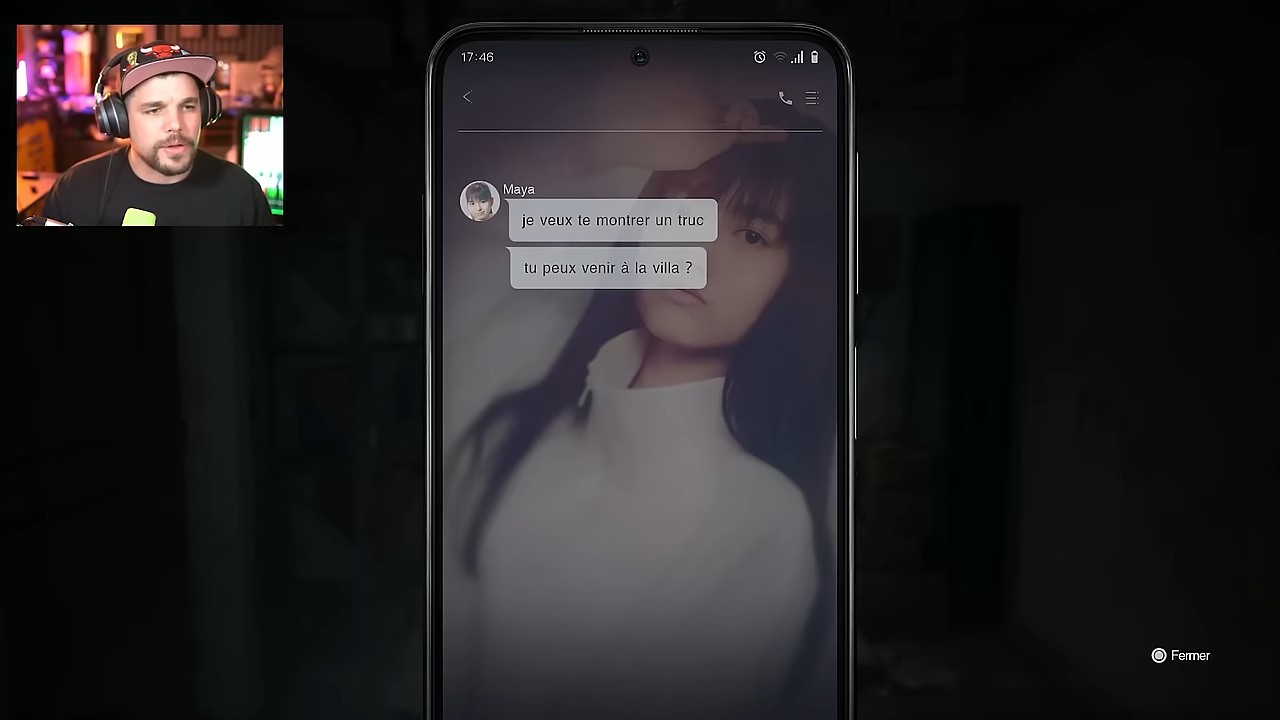 17:46
Maya
je veux te montrer un truc
tu peux venir à la villa ?
Fermer